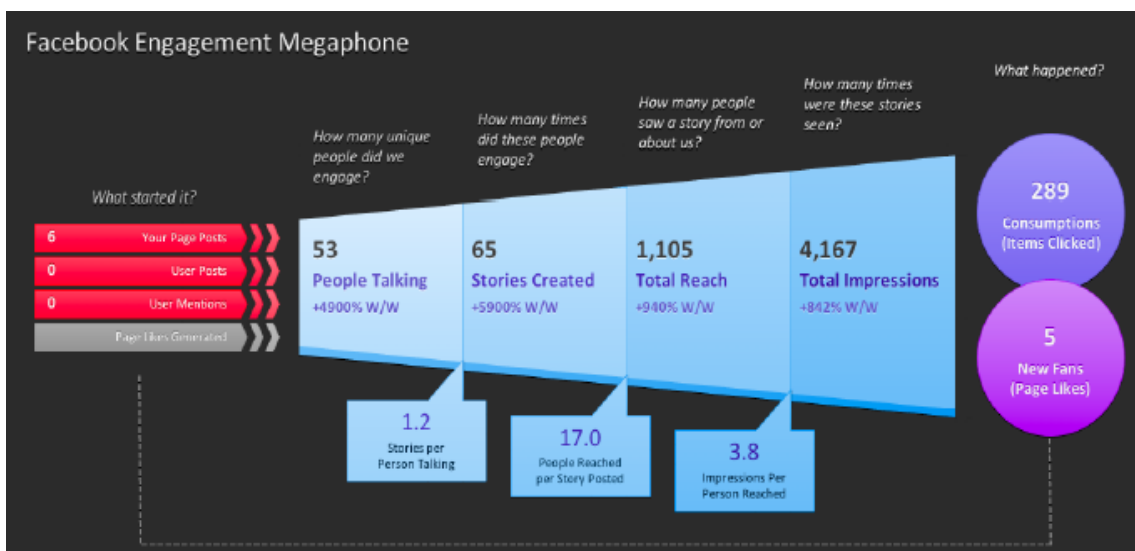 Facebook Engagement Megaphone
What started it?
6 Your Page Posts
0 User Posts
0 User Mentions
Page Likes Generated
How many unique
people did we
engage?
53
People Talking
+4900% W/W
How many times
did these people
engage?
65
Stories Created
+5900% W/W
How many people
saw a story from or
about us?
1,105
Total Reach
+940% W/W
How many times
were these stories
seen?
4,167
Total Impressions
+842% W/W
What happened?
289
Consumptions
(Items Clicked)
5
New Fans
(Page Likes)
1.2
Stories per
Person Talking
17.0
People Reached
per Story Posted
3.8
Impressions Per
Person Reached